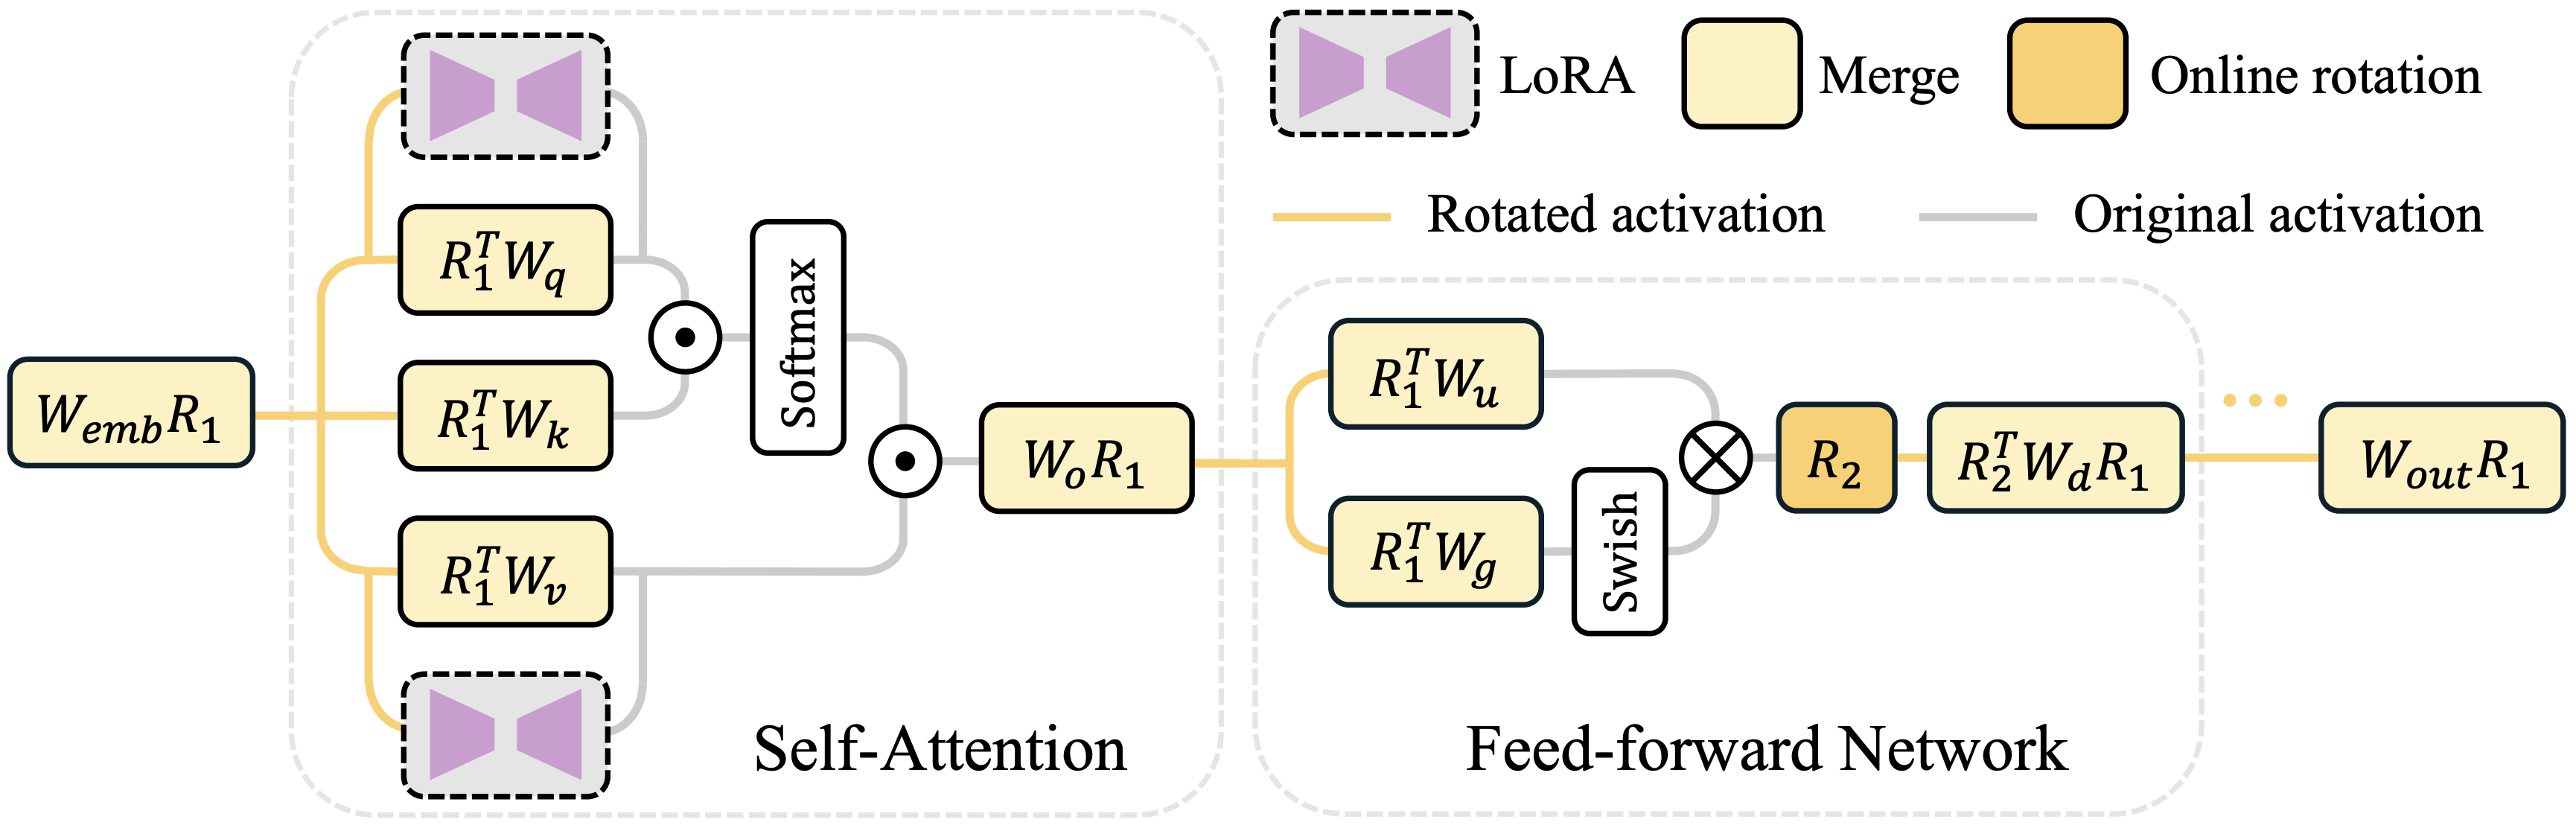 LoRA
Merge
Online rotation
Rotated activation
Original activation
W_{emb}R_1
R_1^T W_q
R_1^T W_k
R_1^T W_v
Softmax
W_o R_1
Self-Attention
R_1^T W_u
R_1^T W_g
Swish
R_2
R_2^T W_d R_1
...
W_{out}R_1
Feed-forward Network